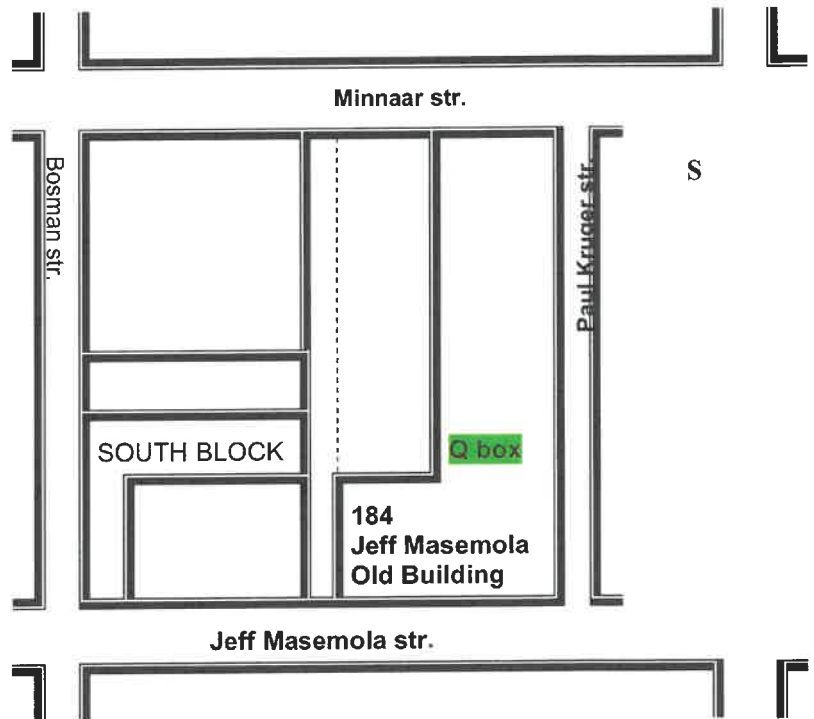 Minnaar str.
Bosman str.
Paul Kruger str.
S
SOUTH BLOCK
Q box
184
Jeff Masemola
Old Building
Jeff Masemola str.